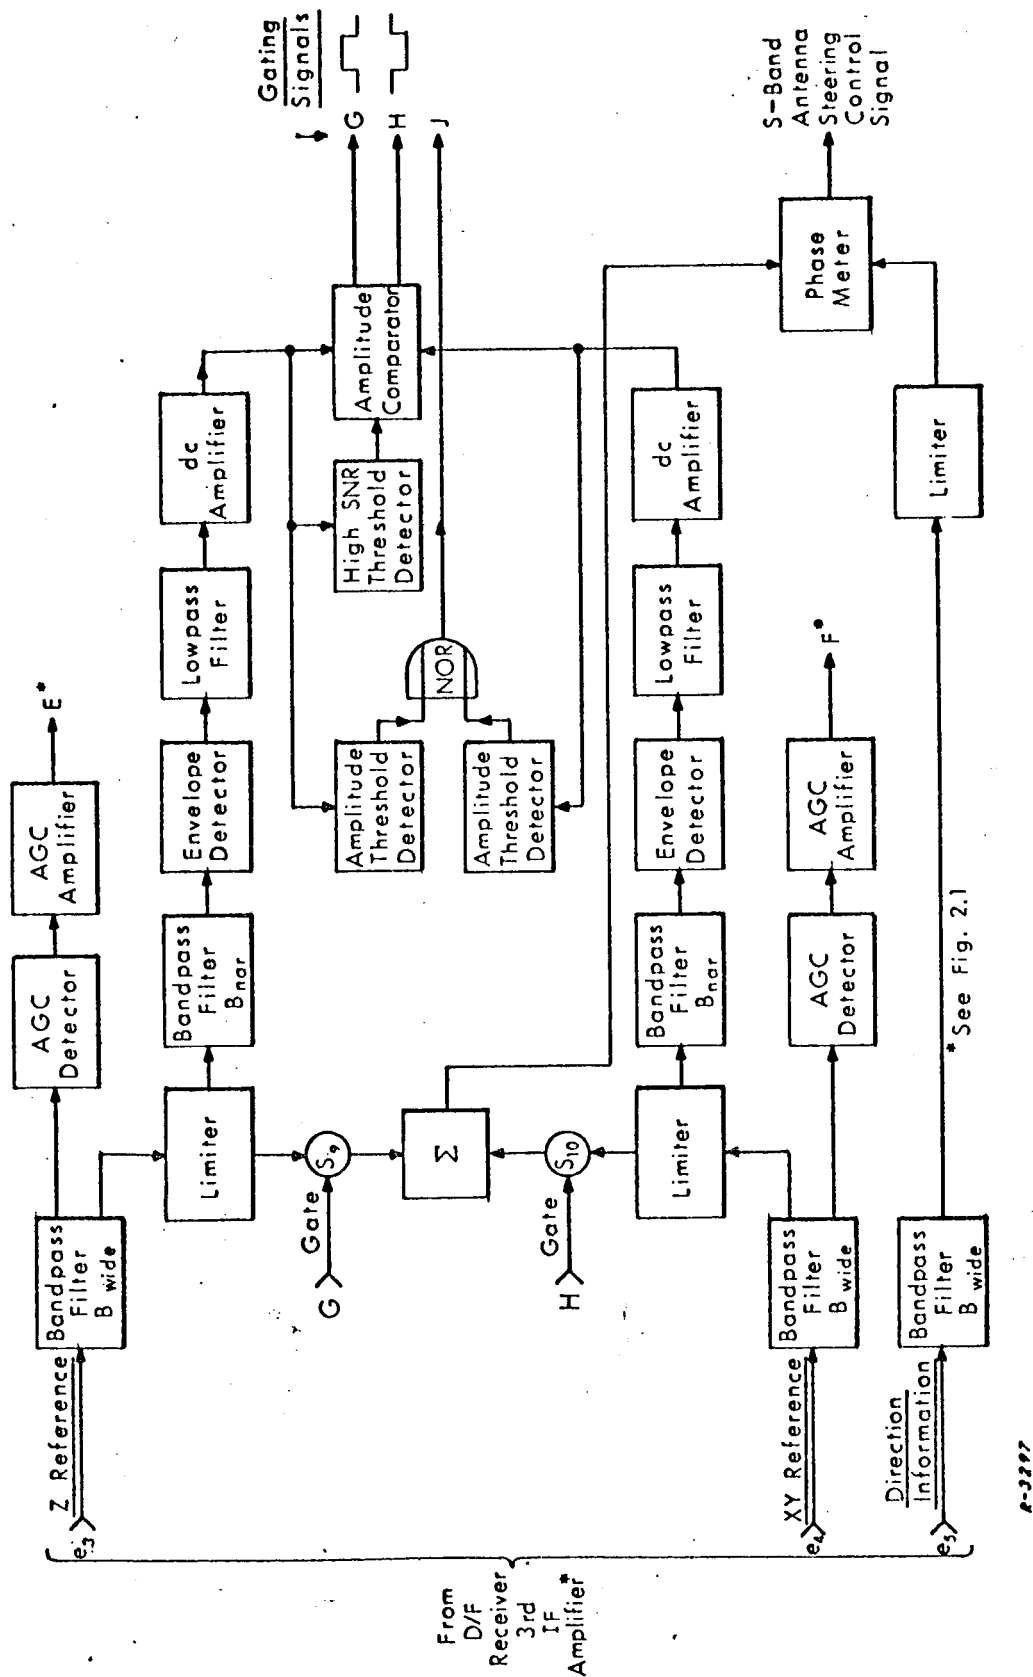 From
D/F
Receiver
3rd
IF
Amplifier*
e3
Z Reference
Bandpass
Filter
B wide
AGC
Detector
AGC
Amplifier
E*
Limiter
Bandpass
Filter
Bnar
Envelope
Detector
Lowpass
Filter
dc
Amplifier
Gating
Signals
G
H
J
Amplitude
Comparator
High SNR
Threshold
Detector
Amplitude
Threshold
Detector
NOR
Amplitude
Threshold
Detector
G
Gate
S9
Σ
H
Gate
S10
Limiter
Bandpass
Filter
Bnar
Envelope
Detector
Lowpass
Filter
dc
Amplifier
e4
XY Reference
Bandpass
Filter
B wide
AGC
Detector
AGC
Amplifier
F*
Phase
Meter
S-Band
Antenna
Steering
Control
Signal
e5
Direction
Information
Bandpass
Filter
B wide
Limiter
*See Fig. 2.1
R-3297